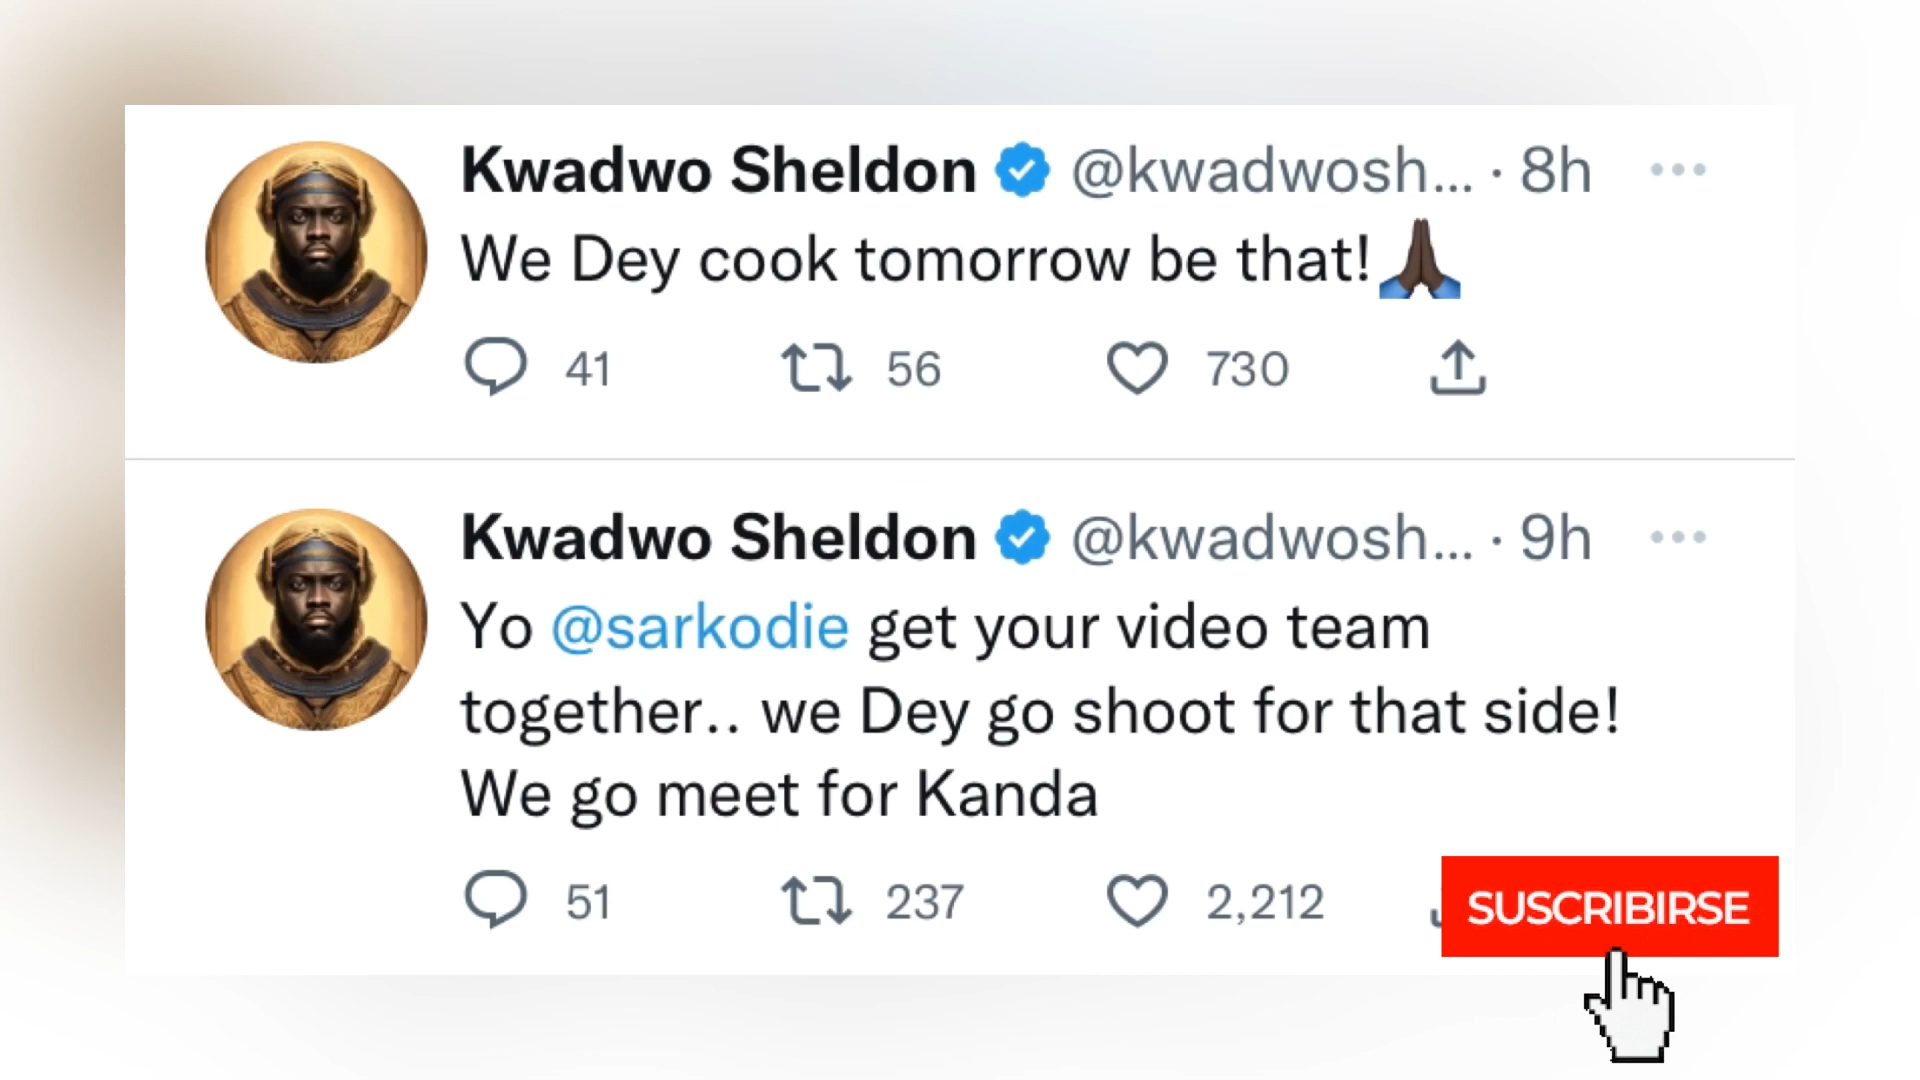 Kwadwo Sheldon @kwadwosh... · 8h
We Dey cook tomorrow be that!🙏🏿
41 56 730
Kwadwo Sheldon @kwadwosh... · 9h
Yo @sarkodie get your video team
together.. we Dey go shoot for that side!
We go meet for Kanda
51 237 2,212
SUSCRIBIRSE